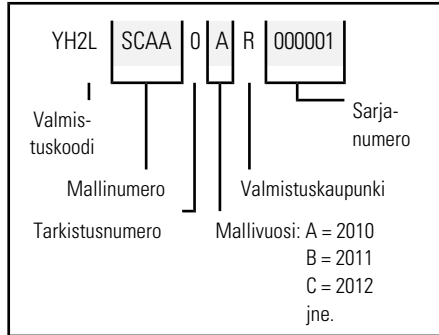 YH2L SCAA 0 A R 000001
Valmis-
tuskoodi
Sarja-
numero
Mallinumero
Valmistuskaupunki
Tarkistusnumero
Mallivuosi: A = 2010
B = 2011
C = 2012
jne.